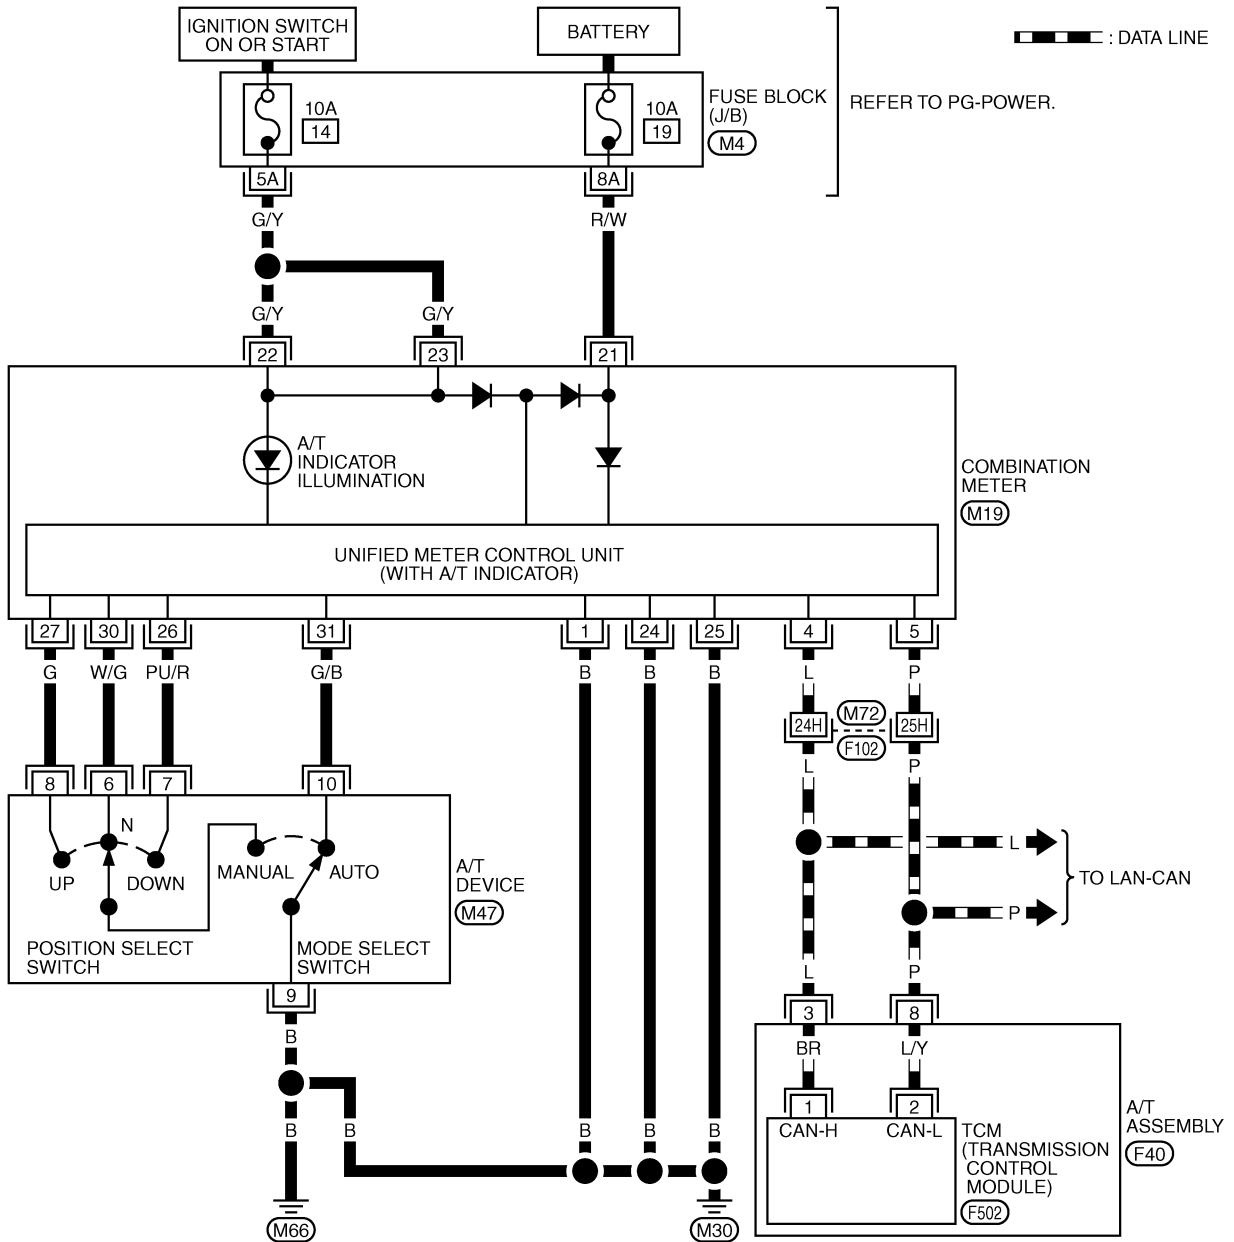 IGNITION SWITCH
ON OR START
BATTERY
: DATA LINE
10A
14
10A
19
FUSE BLOCK
(J/B)
M4
REFER TO PG-POWER.
5A
8A
G/Y
R/W
G/Y
G/Y
22
23
21
A/T
INDICATOR
ILLUMINATION
COMBINATION
METER
M19
UNIFIED METER CONTROL UNIT
(WITH A/T INDICATOR)
27
30
26
31
1
24
25
4
5
G
W/G
PU/R
G/B
B
B
B
L
P
24H
M72
F102
25H
L
P
8
6
7
10
N
UP
DOWN
MANUAL
AUTO
A/T
DEVICE
M47
POSITION SELECT
SWITCH
MODE SELECT
SWITCH
L
P
TO LAN-CAN
L
P
9
3
8
B
BR
L/Y
1
2
B
B
B
B
B
CAN-H
CAN-L
TCM
(TRANSMISSION
CONTROL
MODULE)
F502
A/T
ASSEMBLY
F40
M66
M30